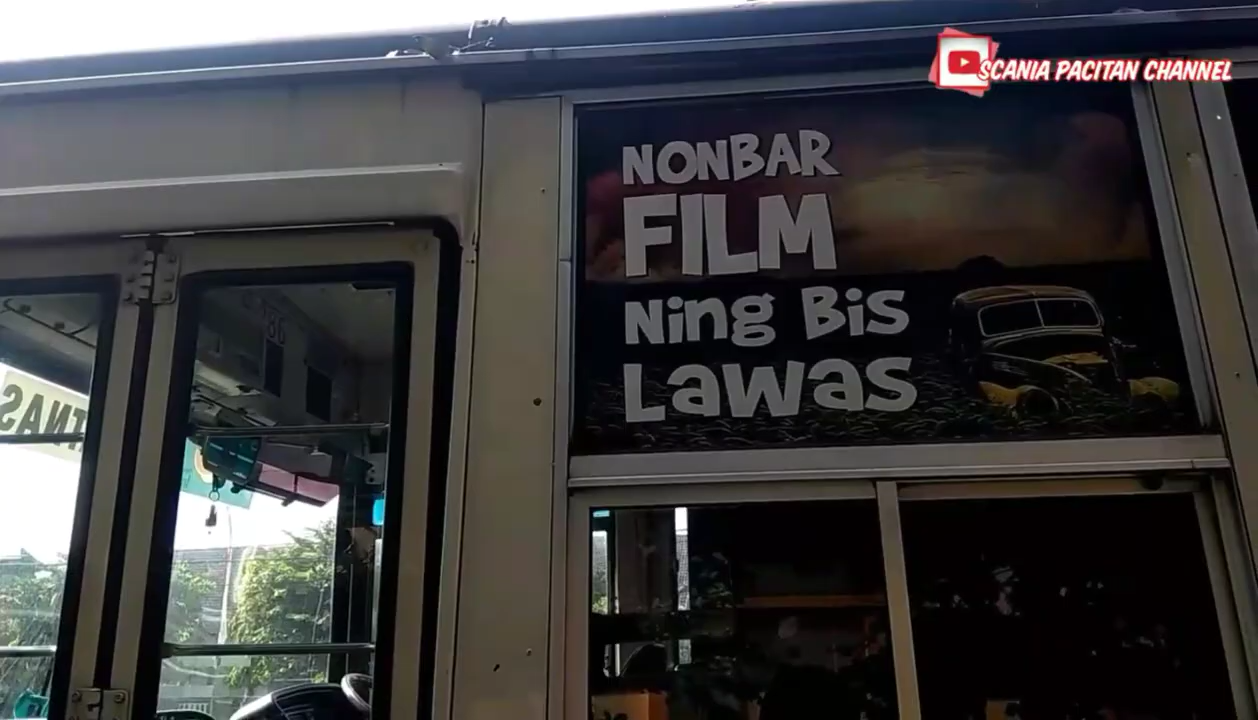 SCANIA PACITAN CHANNEL
NONBAR
FILM
Ning Bis
Lawas